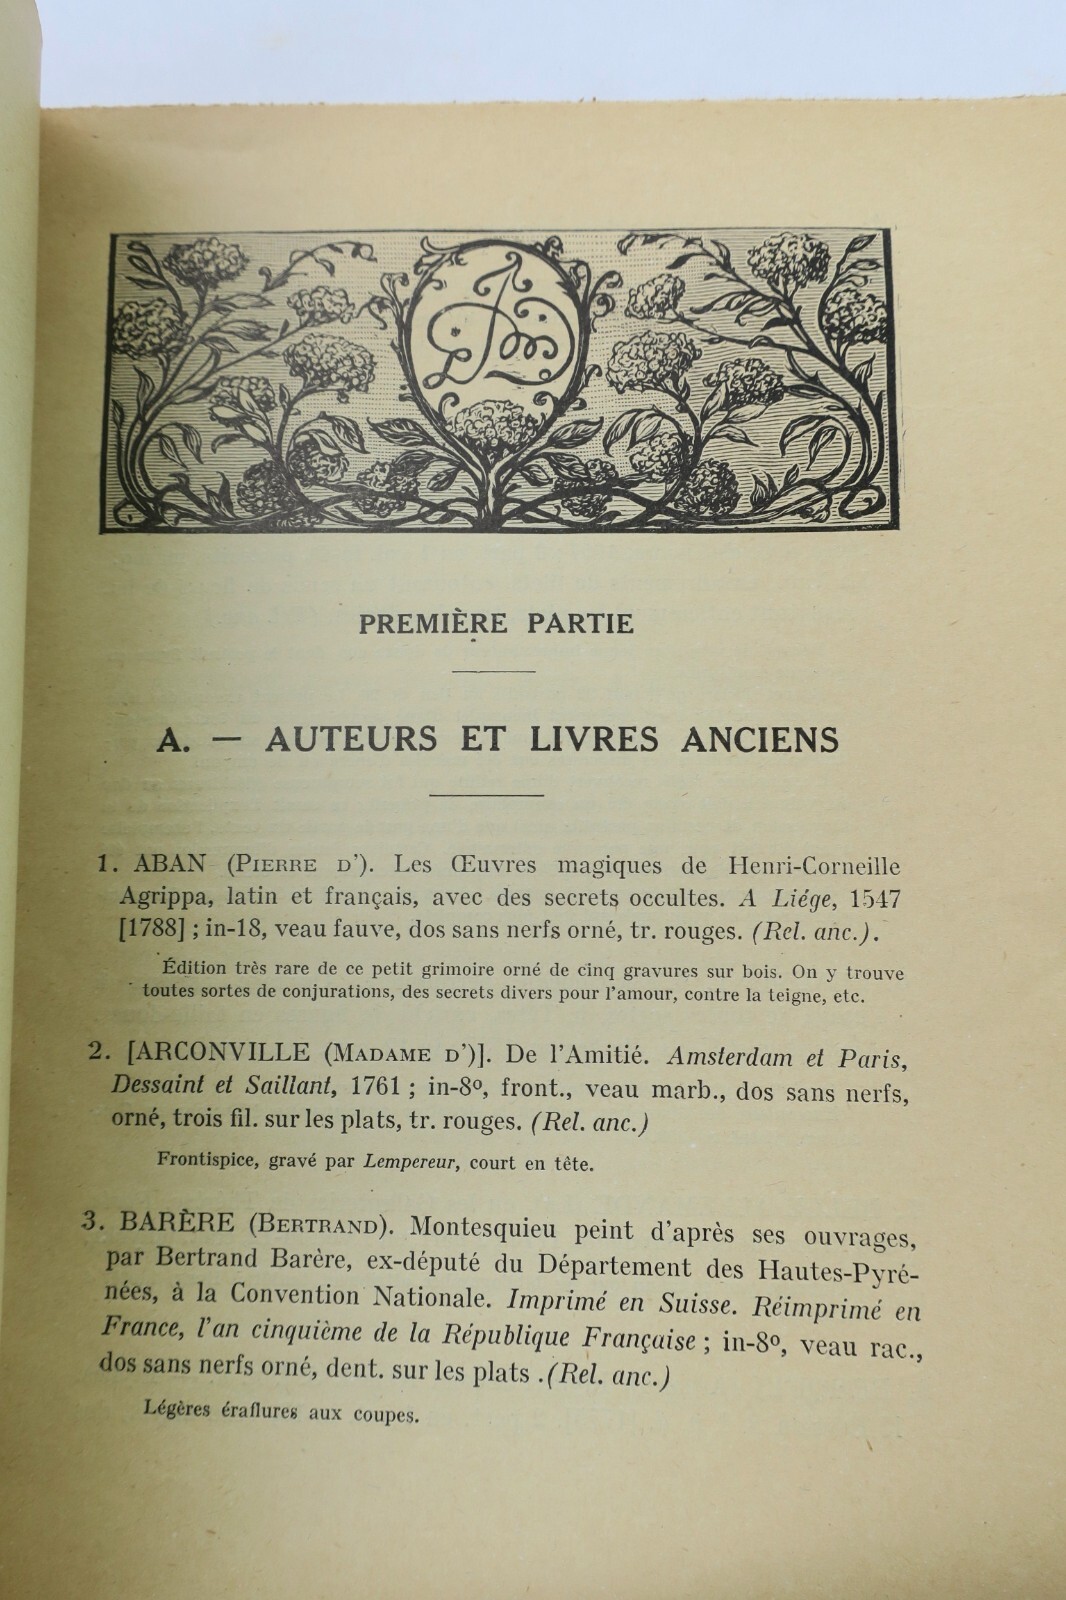 PREMIÈRE PARTIE
A. — AUTEURS ET LIVRES ANCIENS
1. ABAN (PIERRE D'). Les Œuvres magiques de Henri-Corneille
Agrippa, latin et français, avec des secrets occultes. A Liége, 1547
[1788] ; in-18, veau fauve, dos sans nerfs orné, tr. rouges. (Rel. anc.).
Édition très rare de ce petit grimoire orné de cinq gravures sur bois. On y trouve
toutes sortes de conjurations, des secrets divers pour l'amour, contre la teigne, etc.
2. [ARCONVILLE (MADAME D')]. De l'Amitié. Amsterdam et Paris,
Dessaint et Saillant, 1761 ; in-8º, front., veau marb., dos sans nerfs,
orné, trois fil. sur les plats, tr. rouges. (Rel. anc.)
Frontispice, gravé par Lempereur, court en tête.
3. BARÈRE (BERTRAND). Montesquieu peint d'après ses ouvrages,
par Bertrand Barère, ex-député du Département des Hautes-Pyré-
nées, à la Convention Nationale. Imprimé en Suisse. Réimprimé en
France, l'an cinquième de la République Française ; in-8º, veau rac.,
dos sans nerfs orné, dent. sur les plats .(Rel. anc.)
Légères éraflures aux coupes.